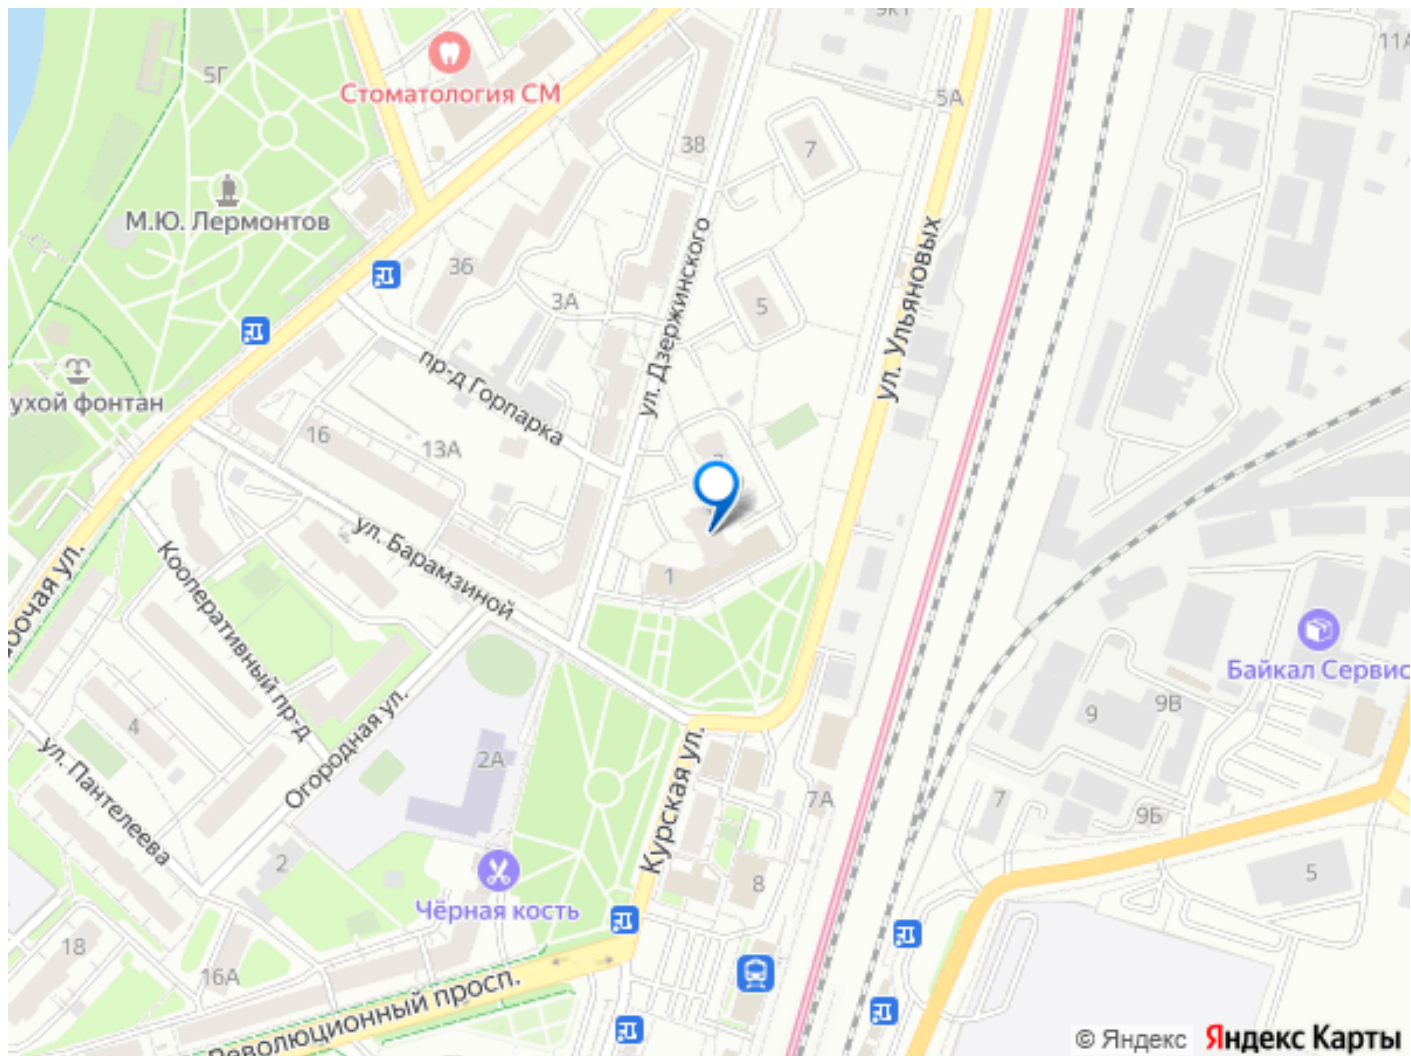 9к1
11А
5Г
Стоматология СМ
5А
38
7
М.Ю. Лермонтов
ул. Ульяновых
ул. Дзержинского
36
3А
5
пр-д Горпарка
ухой фонтан
16
13А
ул. Барамзиной
Кооперативный пр-д
1
Байкал Сервис
Огородная ул.
4
2А
9
9В
ул. Пантелеева
Курская ул.
7А
7
9Б
2
8
5
Чёрная кость
18
16А
Революционный просп.
© Яндекс Яндекс Карты